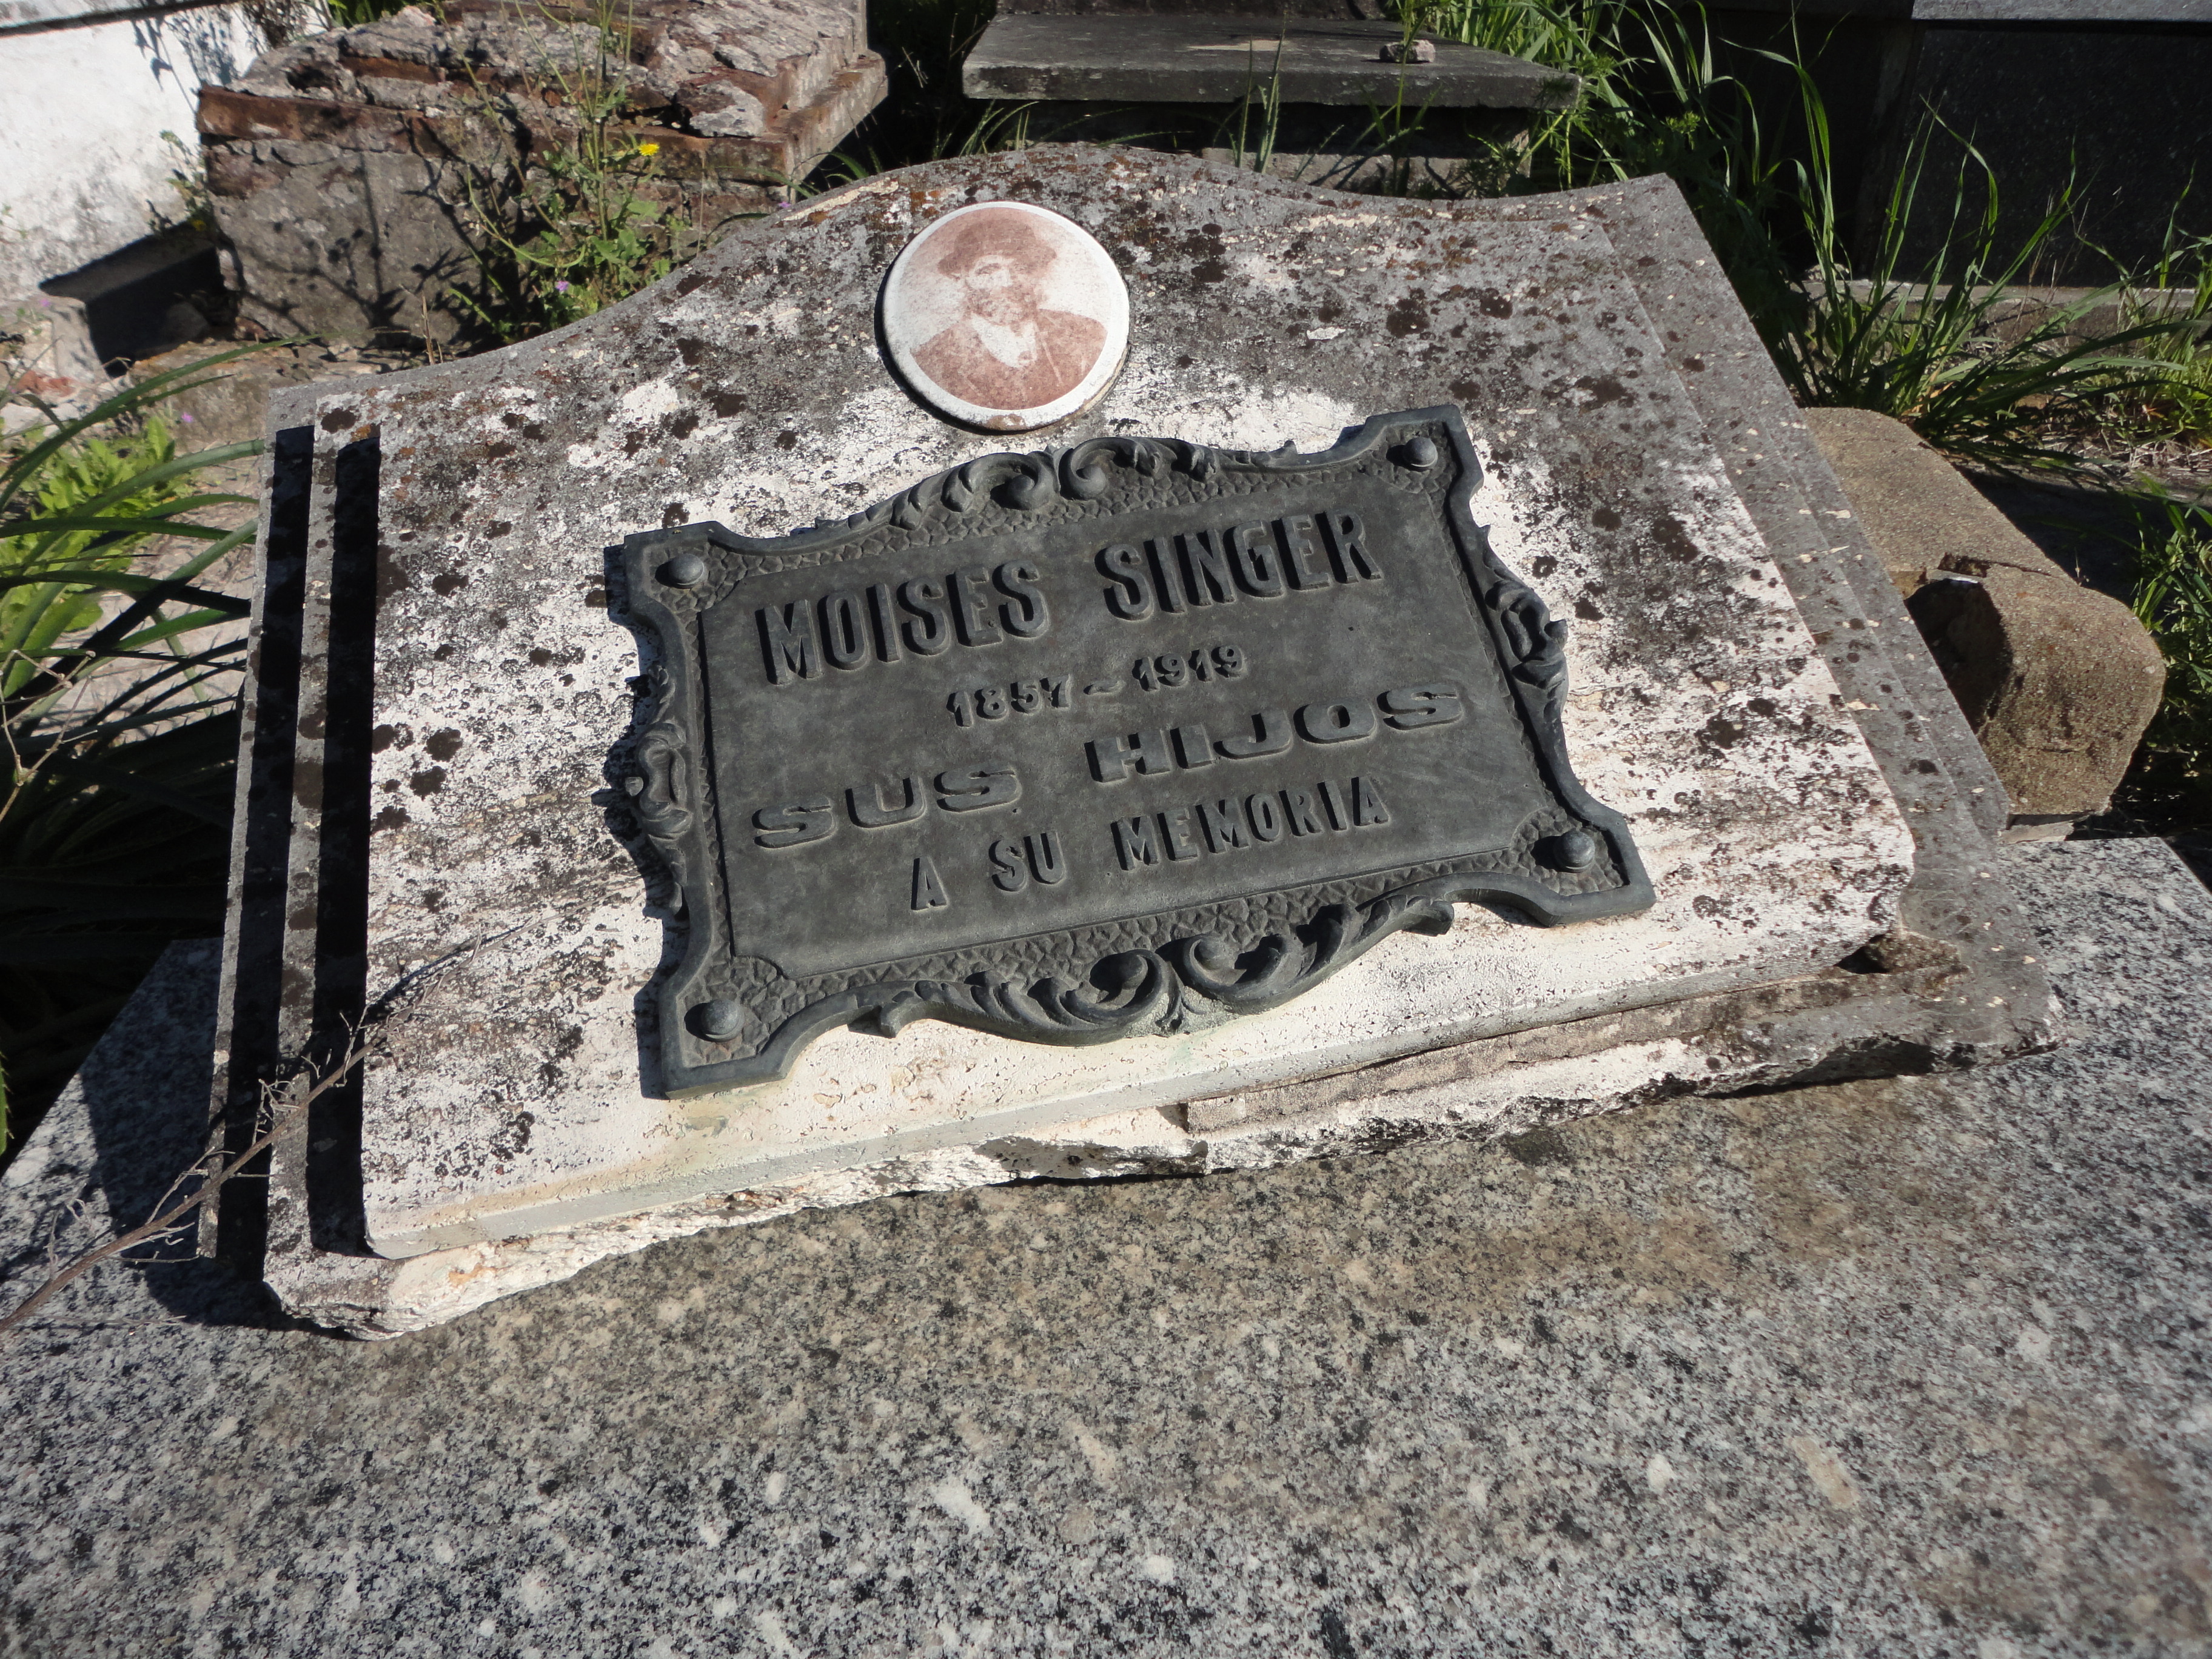 MOISES SINGER
1857~1919
SUS HIJOS
A SU MEMORIA